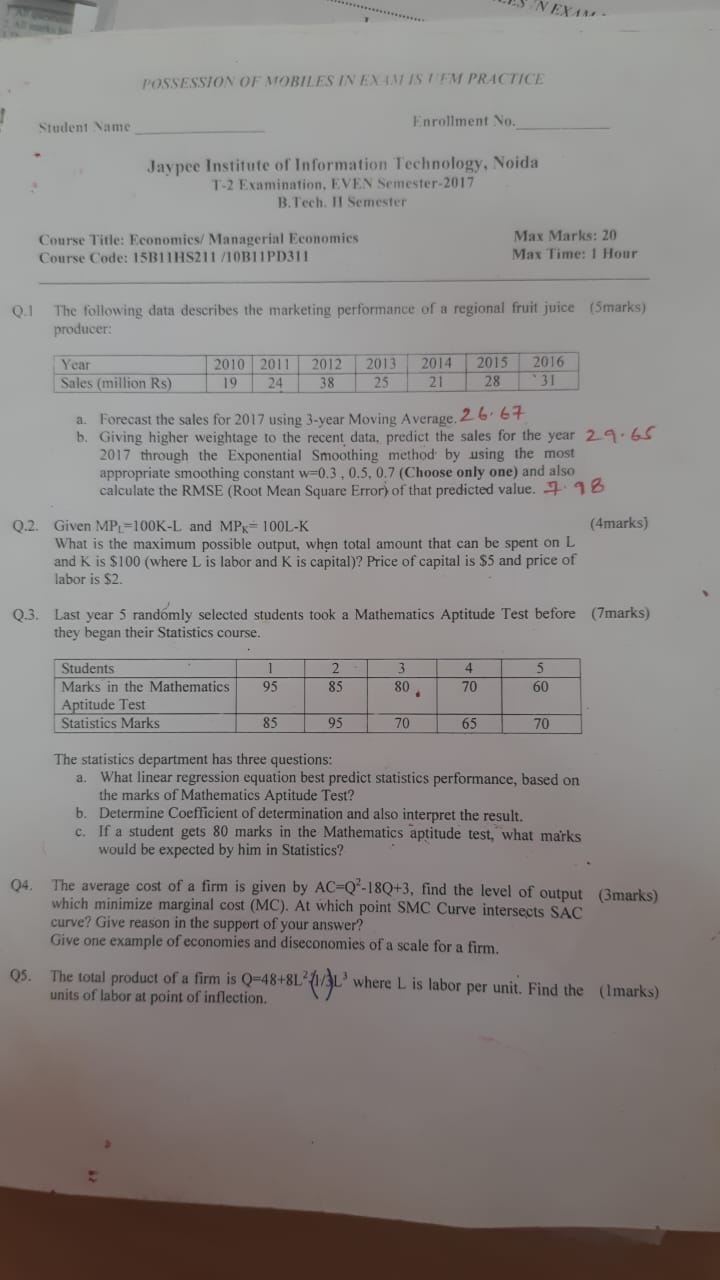 N EXAM
POSSESSION OF MOBILES IN EXAM IS UFM PRACTICE
Student Name ____________ Enrollment No. ____________
Jaypee Institute of Information Technology, Noida
T-2 Examination, EVEN Semester-2017
B.Tech. II Semester
Course Title: Economics/ Managerial Economics Max Marks: 20
Course Code: 15B11HS211 /10B11PD311 Max Time: 1 Hour
Q.1 The following data describes the marketing performance of a regional fruit juice (5marks)
producer:
Year 2010 2011 2012 2013 2014 2015 2016
Sales (million Rs) 19 24 38 25 21 28 31
a. Forecast the sales for 2017 using 3-year Moving Average. 26.67
b. Giving higher weightage to the recent data, predict the sales for the year 29.65
2017 through the Exponential Smoothing method by using the most
appropriate smoothing constant w=0.3 , 0.5, 0.7 (Choose only one) and also
calculate the RMSE (Root Mean Square Error) of that predicted value. 7.98
Q.2. Given MPL=100K-L and MPK= 100L-K (4marks)
What is the maximum possible output, when total amount that can be spent on L
and K is $100 (where L is labor and K is capital)? Price of capital is $5 and price of
labor is $2.
Q.3. Last year 5 randomly selected students took a Mathematics Aptitude Test before (7marks)
they began their Statistics course.
Students 1 2 3 4 5
Marks in the Mathematics 95 85 80 70 60
Aptitude Test
Statistics Marks 85 95 70 65 70
The statistics department has three questions:
a. What linear regression equation best predict statistics performance, based on
the marks of Mathematics Aptitude Test?
b. Determine Coefficient of determination and also interpret the result.
c. If a student gets 80 marks in the Mathematics aptitude test, what marks
would be expected by him in Statistics?
Q4. The average cost of a firm is given by AC=Q²-18Q+3, find the level of output (3marks)
which minimize marginal cost (MC). At which point SMC Curve intersects SAC
curve? Give reason in the support of your answer?
Give one example of economies and diseconomies of a scale for a firm.
Q5. The total product of a firm is Q=48+8L²-(1/3)L³ where L is labor per unit. Find the (1marks)
units of labor at point of inflection.